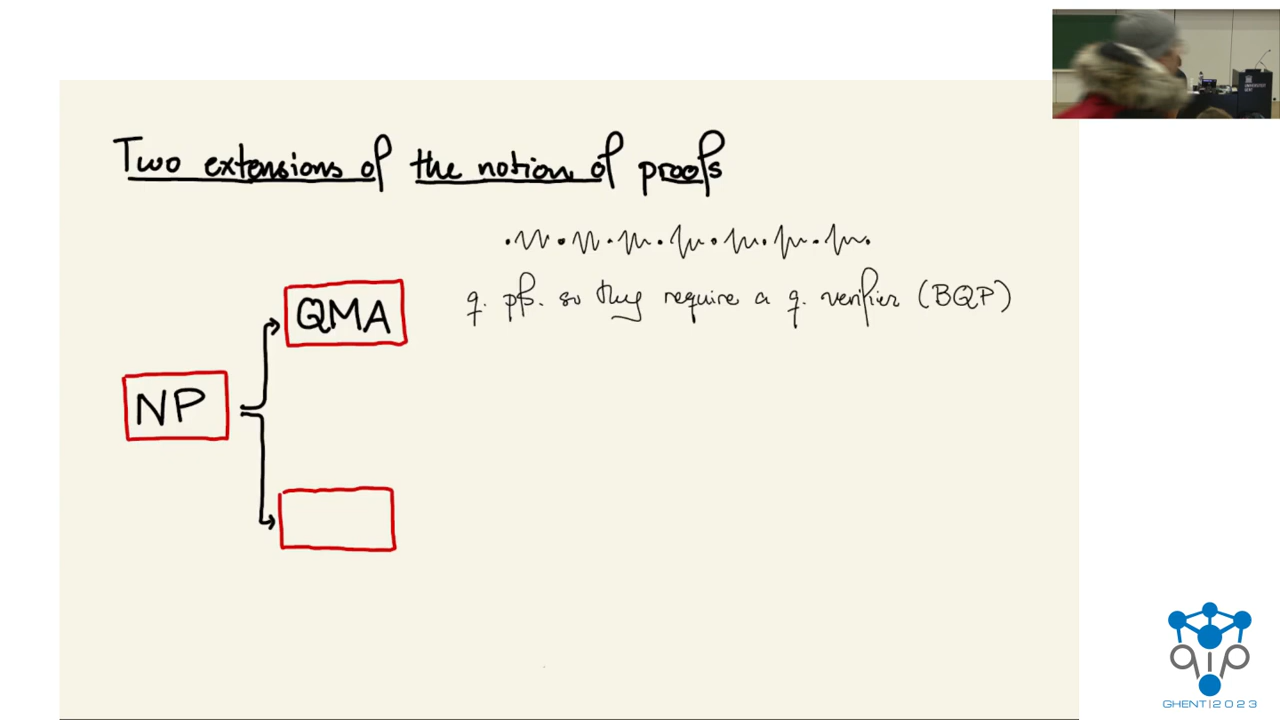 Two extensions of the notion of proofs
q. pfs. so they require a q. verifier (BQP)
QMA
NP
qip
GHENT|2023